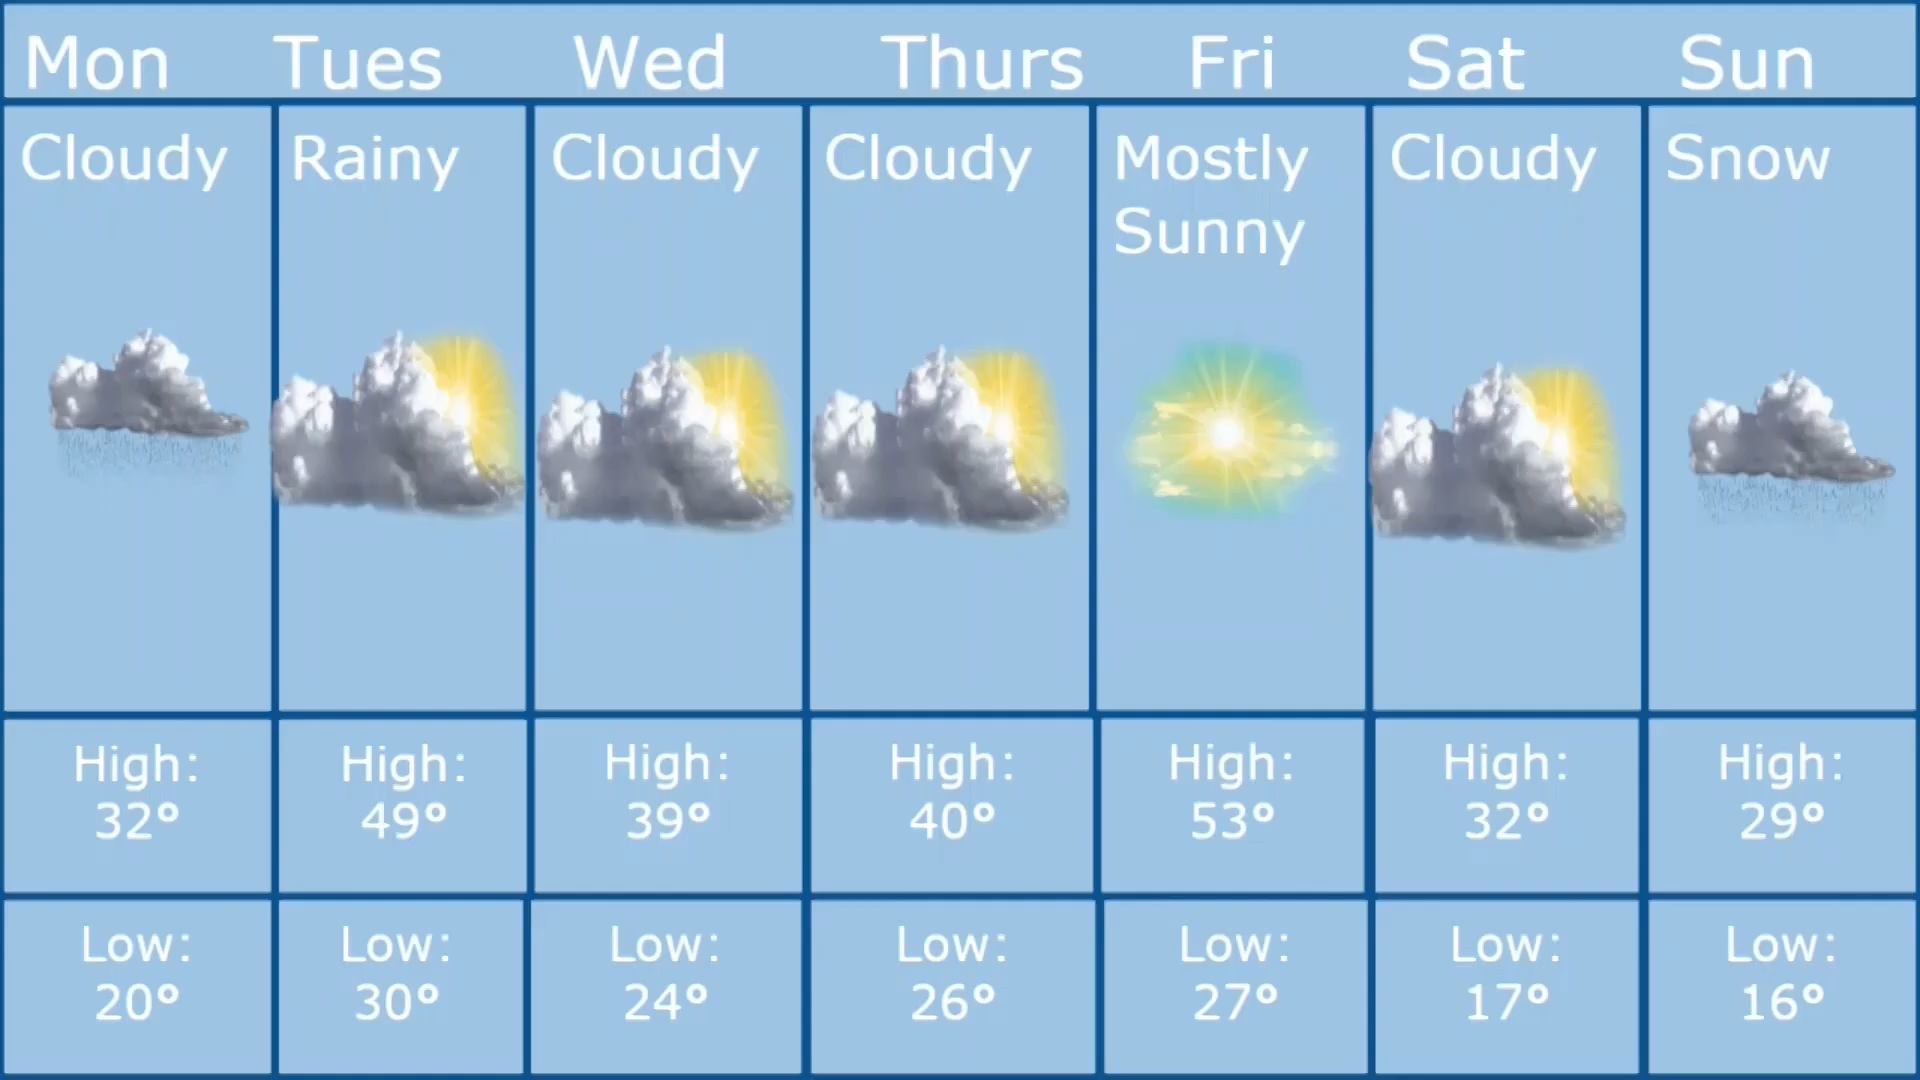 Mon Tues Wed Thurs Fri Sat Sun
Cloudy Rainy Cloudy Cloudy Mostly Cloudy Snow
Sunny
High: High: High: High: High: High: High:
32° 49° 39° 40° 53° 32° 29°
Low: Low: Low: Low: Low: Low: Low:
20° 30° 24° 26° 27° 17° 16°